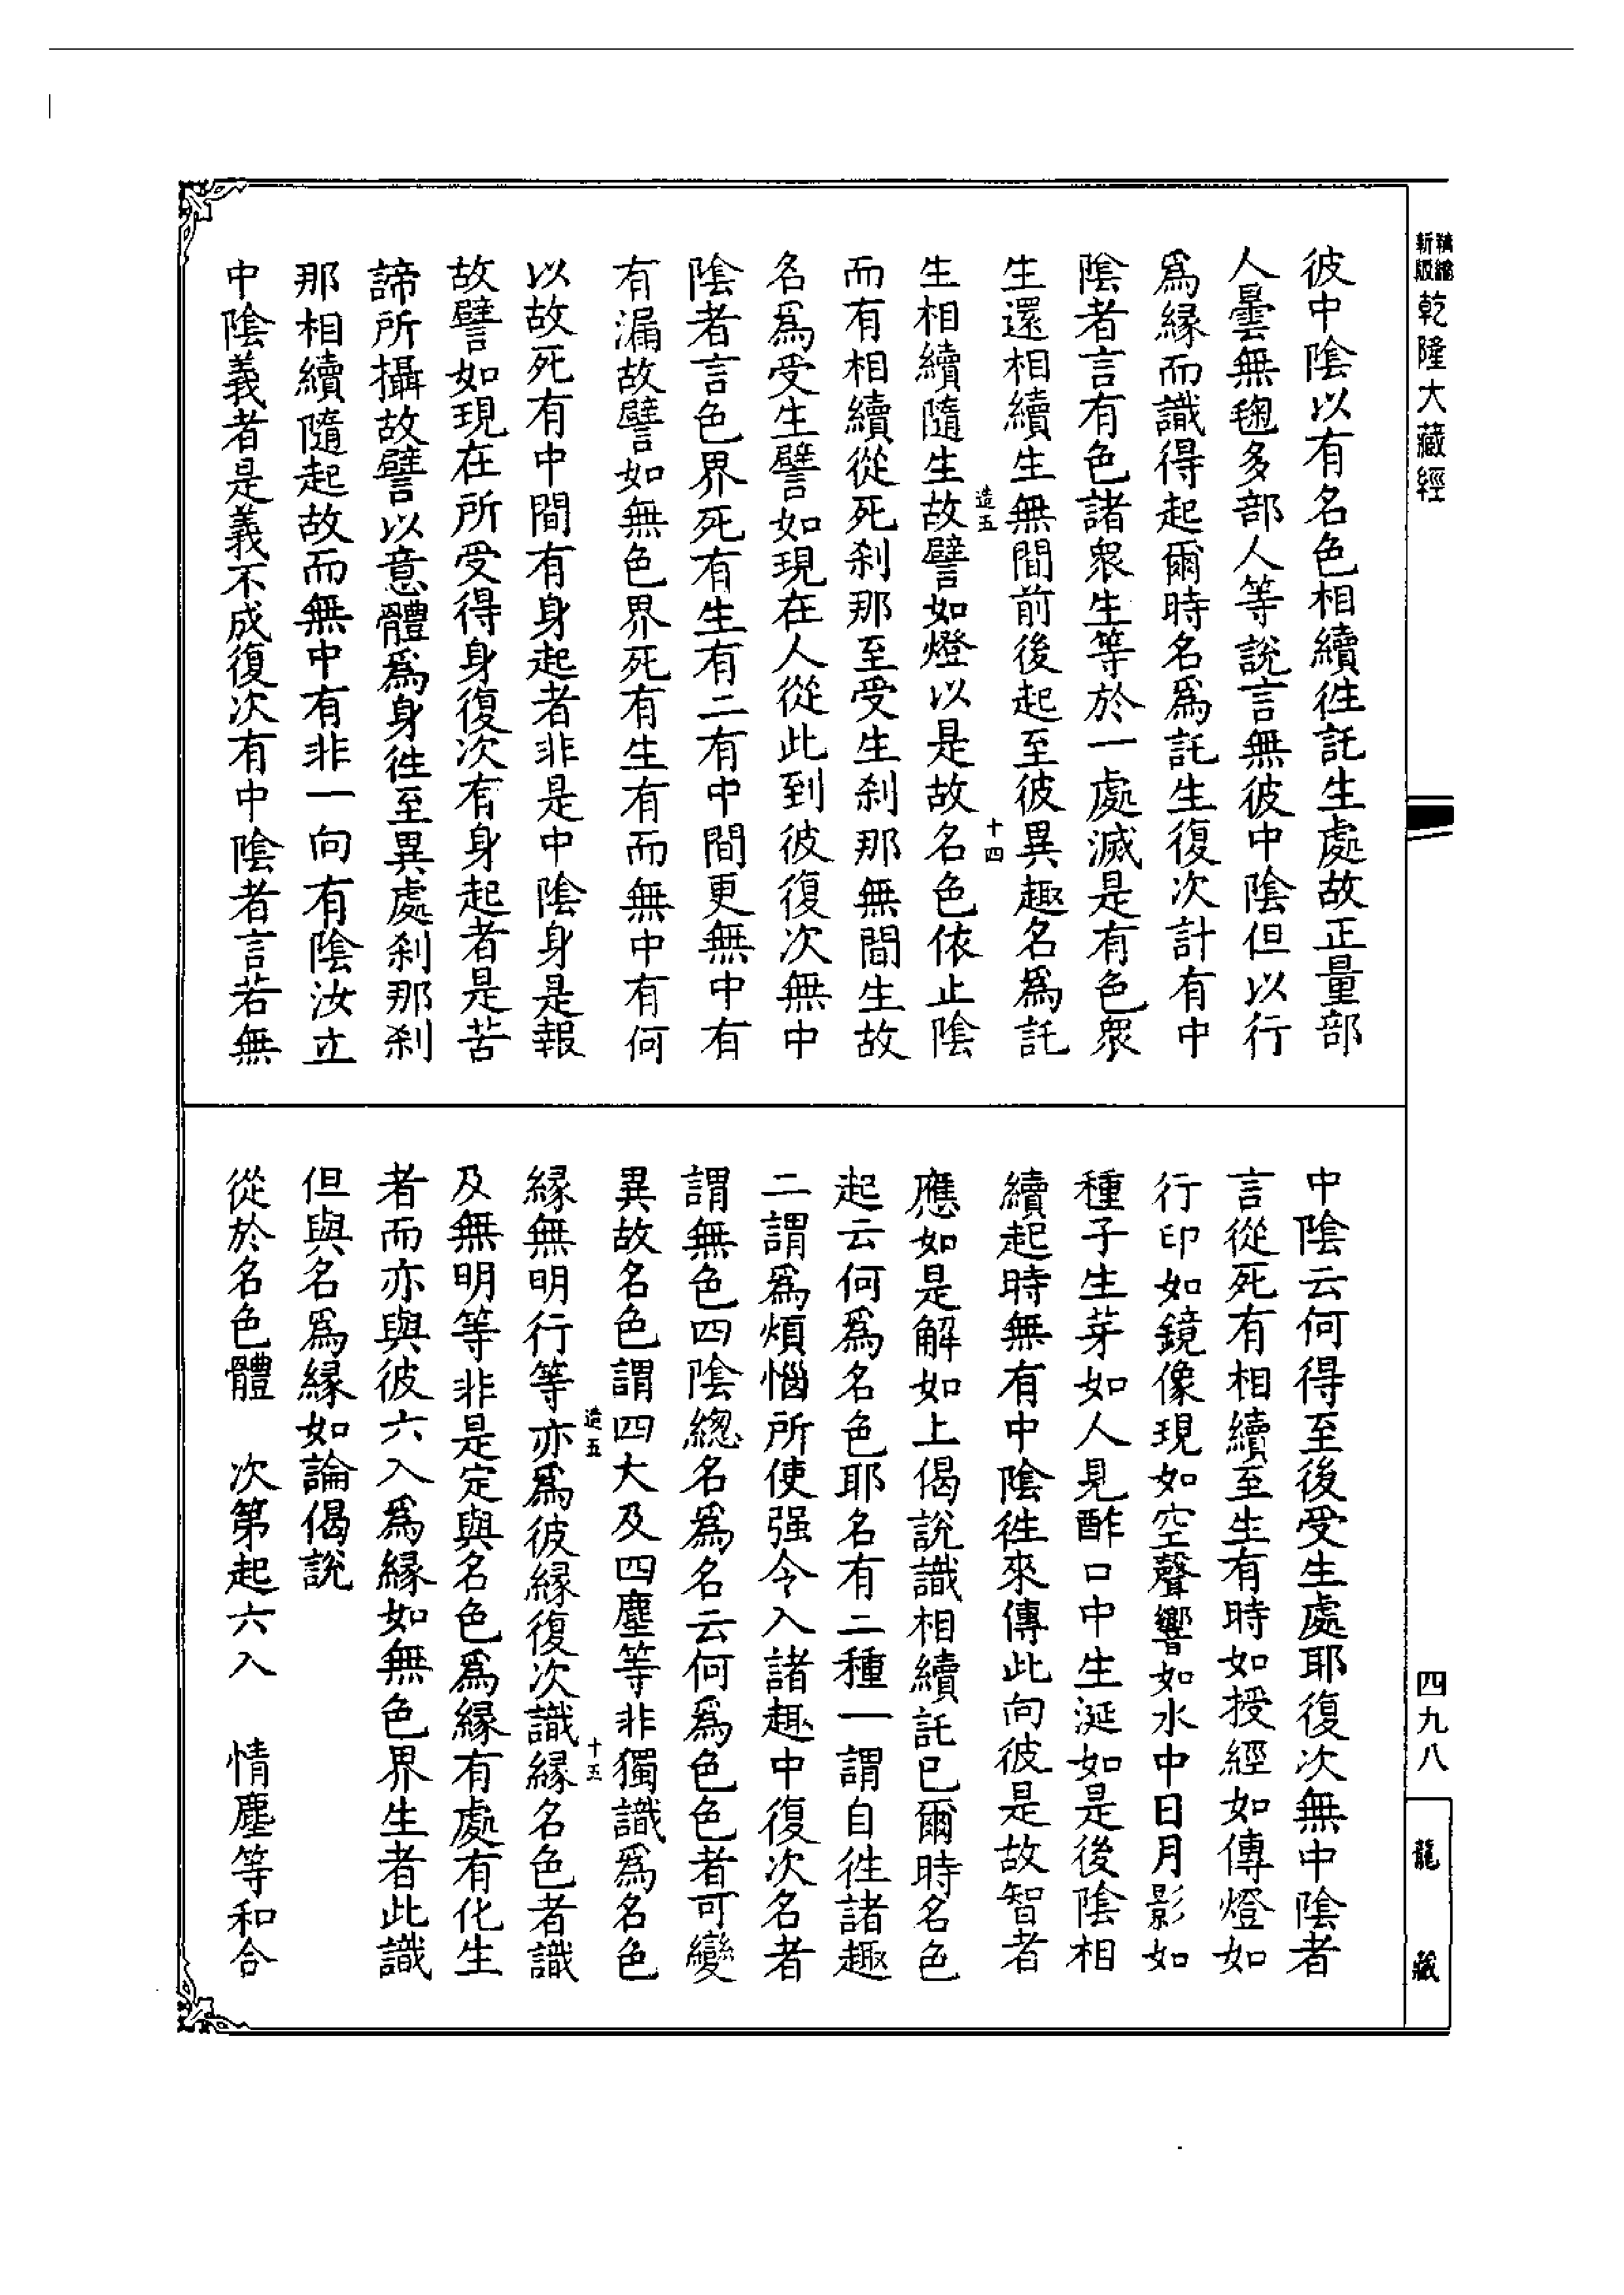 精縮
新版
乾隆大藏經
彼中陰以有名色相續徃託生處故正量部
人曇無毱多部人等說言無彼中陰但以行
爲緣而識得起爾時名爲託生復次計有中
陰者言有色諸衆生等於一處滅是有色衆
生還相續生無間前後起至彼異趣名爲託
造五
十四
生相續隨生故譬如燈以是故名色依止陰
而有相續從死刹那至受生刹那無間生故
名爲受生譬如現在人從此到彼復次無中
陰者言色界死有生有二有中間更無中有
有漏故譬如無色界死有生有而無中有何
以故死有中間有身起者非是中陰身是報
故譬如現在所受得身復次有身起者是苦
諦所攝故譬以意體爲身徃至異處刹那刹
那相續隨起故而無中有非一向有陰汝立
中陰義者是義不成復次有中陰者言若無
中陰云何得至後受生處耶復次無中陰者
言從死有相續至生有時如授經如傳燈如
行印如鏡像現如空聲響如水中日月影如
種子生芽如人見酢口中生涎如是後陰相
續起時無有中陰徃來傳此向彼是故智者
應如是解如上偈說識相續託已爾時名色
起云何爲名色耶名有二種一謂自徃諸趣
二謂爲煩惱所使强令入諸趣中復次名者
謂無色四陰緫名爲名云何爲色色者可變
異故名色謂四大及四塵等非獨識爲名色
造五
十五
緣無明行等亦爲彼緣復次識緣名色者識
及無明等非是定與名色爲緣有處有化生
者而亦與彼六入爲緣如無色界生者此識
但與名爲緣如論偈說
從於名色體　次第起六入　情塵等和合
四九八
龍藏